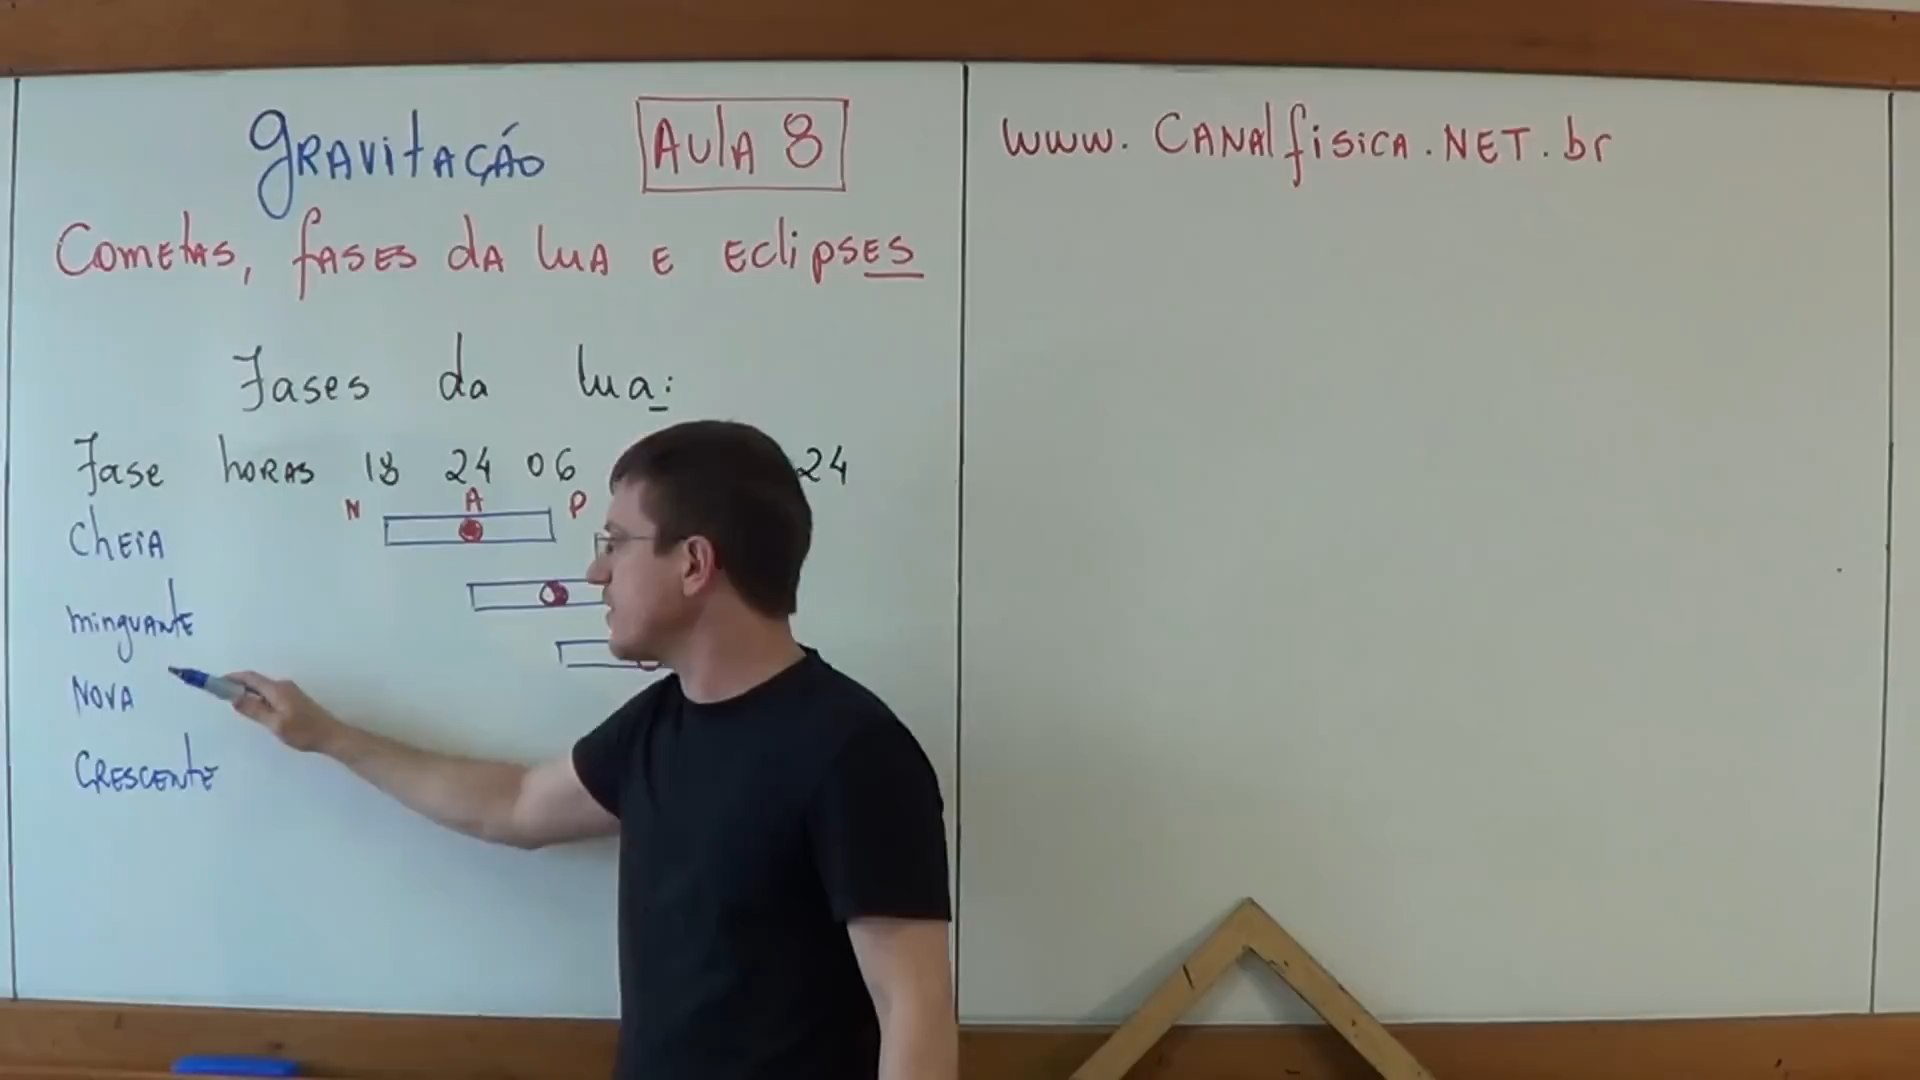 Gravitação Aula 8
Cometas, fases da lua e eclipses
Fases da lua:
Fase horas 18 24 06 24
N A P
Cheia
minguante
Nova
Crescente
www.Canalfisica.NET.br